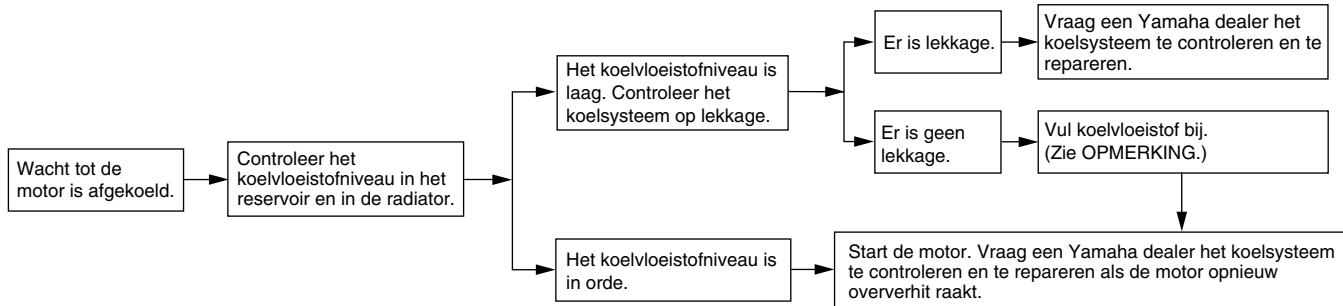 Wacht tot de
motor is afgekoeld.
Controleer het
koelvloeistofniveau in het
reservoir en in de radiator.
Het koelvloeistofniveau is
laag. Controleer het
koelsysteem op lekkage.
Er is lekkage.
Vraag een Yamaha dealer het
koelsysteem te controleren en te
repareren.
Er is geen
lekkage.
Vul koelvloeistof bij.
(Zie OPMERKING.)
Het koelvloeistofniveau is
in orde.
Start de motor. Vraag een Yamaha dealer het koelsysteem
te controleren en te repareren als de motor opnieuw
oververhit raakt.